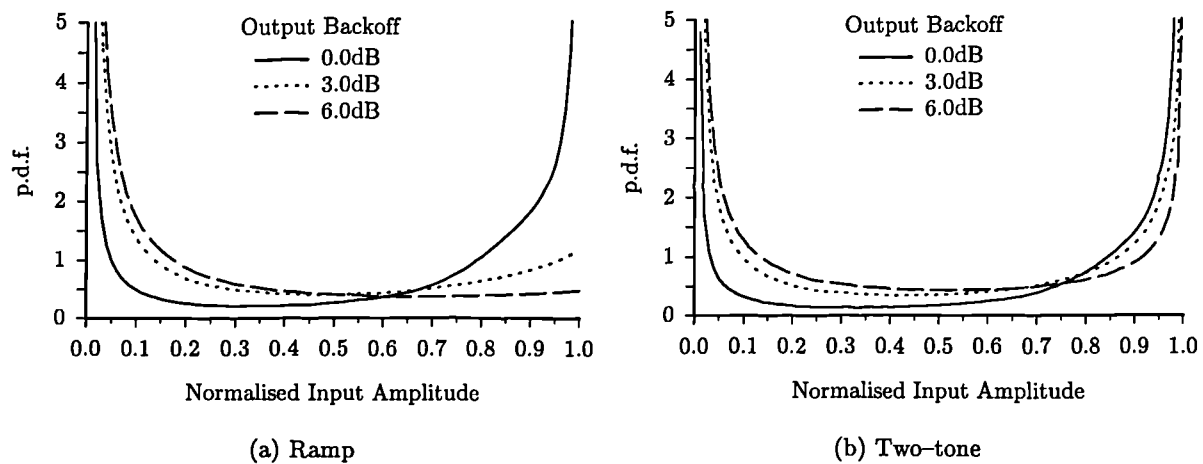 Output Backoff
0.0dB
3.0dB
6.0dB
p.d.f.
5
4
3
2
1
0
0.0 0.1 0.2 0.3 0.4 0.5 0.6 0.7 0.8 0.9 1.0
Normalised Input Amplitude
(a) Ramp
Output Backoff
0.0dB
3.0dB
6.0dB
p.d.f.
5
4
3
2
1
0
0.0 0.1 0.2 0.3 0.4 0.5 0.6 0.7 0.8 0.9 1.0
Normalised Input Amplitude
(b) Two–tone